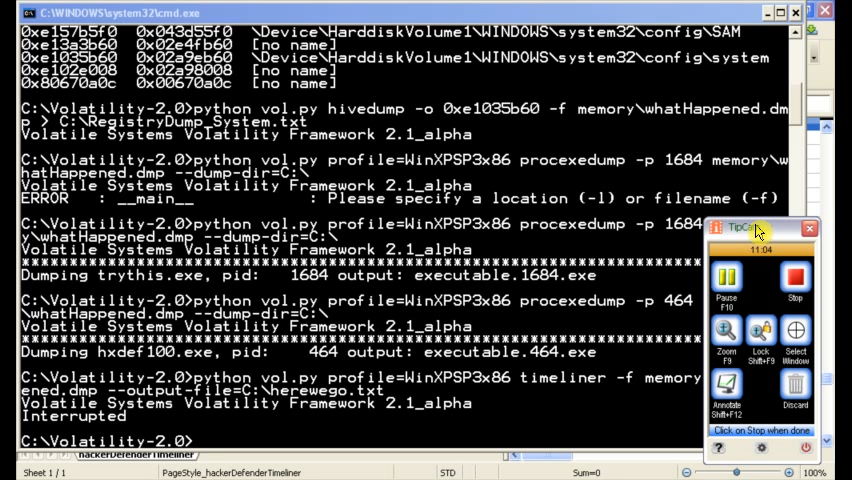 C:\WINDOWS\system32\cmd.exe
0xe157b5f0 0x043d55f0 \Device\HarddiskVolume1\WINDOWS\system32\config\SAM
0xe13a3b60 0x02e4fb60 [no name]
0xe1035b60 0x02a9eb60 \Device\HarddiskVolume1\WINDOWS\system32\config\system
0xe102e008 0x02a98008 [no name]
0x80670a0c 0x00670a0c [no name]
C:\Volatility-2.0>python vol.py hivedump -o 0xe1035b60 -f memory\whatHappened.dm
p > C:\RegistryDump_System.txt
Volatile Systems Volatility Framework 2.1_alpha
C:\Volatility-2.0>python vol.py profile=WinXPSP3x86 procexedump -p 1684 memory\w
hatHappened.dmp --dump-dir=C:\
Volatile Systems Volatility Framework 2.1_alpha
ERROR : __main__ : Please specify a location (-l) or filename (-f)
C:\Volatility-2.0>python vol.py profile=WinXPSP3x86 procexedump -p 1684
y\whatHappened.dmp --dump-dir=C:\
Volatile Systems Volatility Framework 2.1_alpha
************************************************************************
Dumping trythis.exe, pid: 1684 output: executable.1684.exe
C:\Volatility-2.0>python vol.py profile=WinXPSP3x86 procexedump -p 464
\whatHappened.dmp --dump-dir=C:\
Volatile Systems Volatility Framework 2.1_alpha
************************************************************************
Dumping hxdef100.exe, pid: 464 output: executable.464.exe
C:\Volatility-2.0>python vol.py profile=WinXPSP3x86 timeliner -f memory
ened.dmp --output-file=C:\herewego.txt
Volatile Systems Volatility Framework 2.1_alpha
Interrupted
C:\Volatility-2.0>
11:04
Pause Stop
F10
Zoom Lock Select
F9 Shift+F9 Window
Annotate Discard
Shift+F12
Click on Stop when done
hackerDefenderTimeliner
Sheet 1 / 1 PageStyle_hackerDefenderTimeliner STD Sum=0 100%